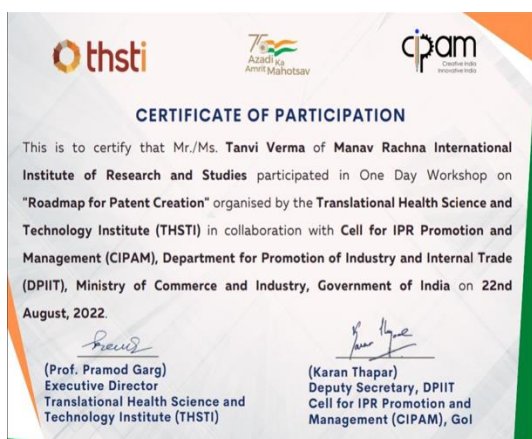 thsti
75
Azadi Ka
Amrit Mahotsav
cipam
Creative India
Innovative India
CERTIFICATE OF PARTICIPATION
This is to certify that Mr./Ms. Tanvi Verma of Manav Rachna International
Institute of Research and Studies participated in One Day Workshop on
"Roadmap for Patent Creation" organised by the Translational Health Science and
Technology Institute (THSTI) in collaboration with Cell for IPR Promotion and
Management (CIPAM), Department for Promotion of Industry and Internal Trade
(DPIIT), Ministry of Commerce and Industry, Government of India on 22nd
August, 2022.
(Prof. Pramod Garg)
Executive Director
Translational Health Science and
Technology Institute (THSTI)
(Karan Thapar)
Deputy Secretary, DPIIT
Cell for IPR Promotion and
Management (CIPAM), GoI